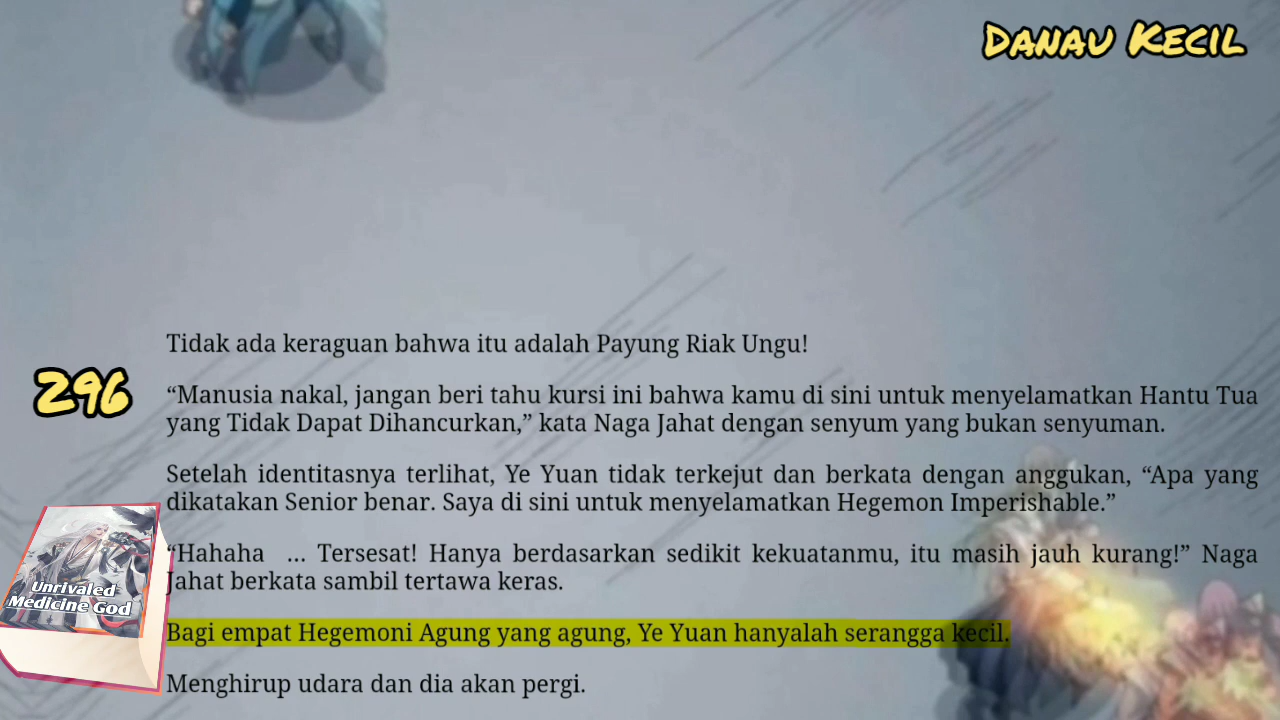 Danau Kecil
Tidak ada keraguan bahwa itu adalah Payung Riak Ungu!
296
“Manusia nakal, jangan beri tahu kursi ini bahwa kamu di sini untuk menyelamatkan Hantu Tua
yang Tidak Dapat Dihancurkan,” kata Naga Jahat dengan senyum yang bukan senyuman.
Setelah identitasnya terlihat, Ye Yuan tidak terkejut dan berkata dengan anggukan, “Apa yang
dikatakan Senior benar. Saya di sini untuk menyelamatkan Hegemon Imperishable.”
“Hahaha … Tersesat! Hanya berdasarkan sedikit kekuatanmu, itu masih jauh kurang!” Naga
Jahat berkata sambil tertawa keras.
Unrivaled
Medicine God
Bagi empat Hegemoni Agung yang agung, Ye Yuan hanyalah serangga kecil.
Menghirup udara dan dia akan pergi.